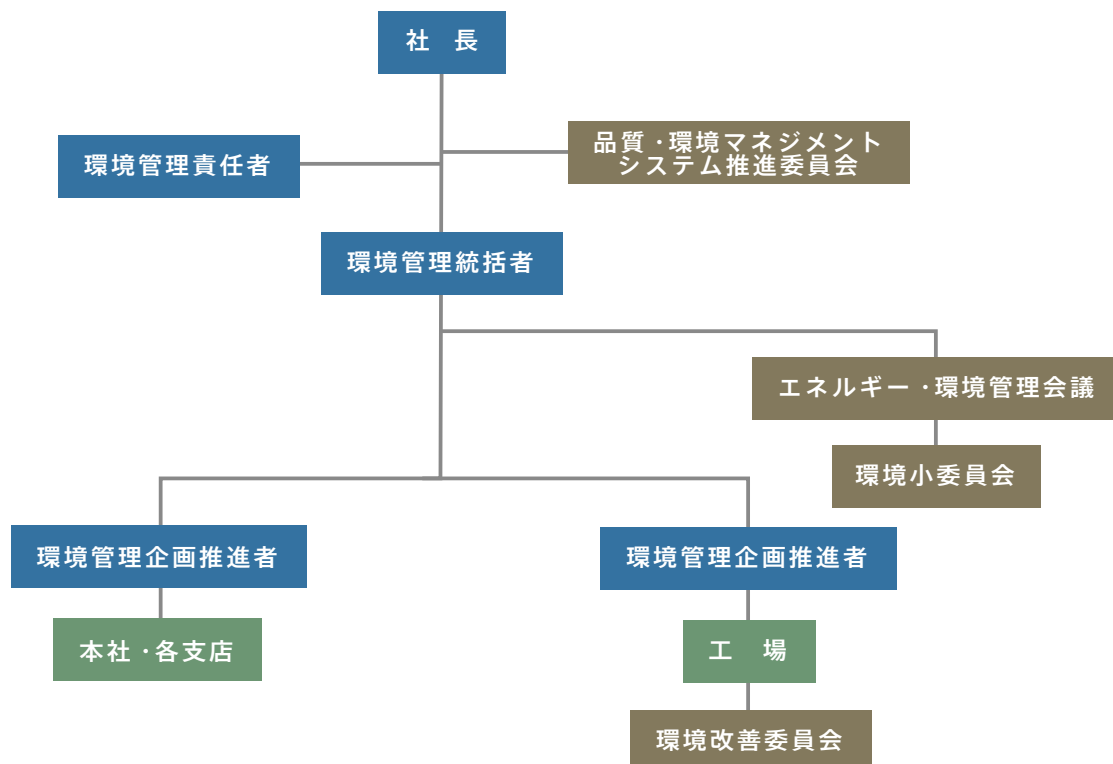 社　長
環境管理責任者
品質・環境マネジメント
システム推進委員会
環境管理統括者
エネルギー・環境管理会議
環境小委員会
環境管理企画推進者
環境管理企画推進者
本社・各支店
工　場
環境改善委員会